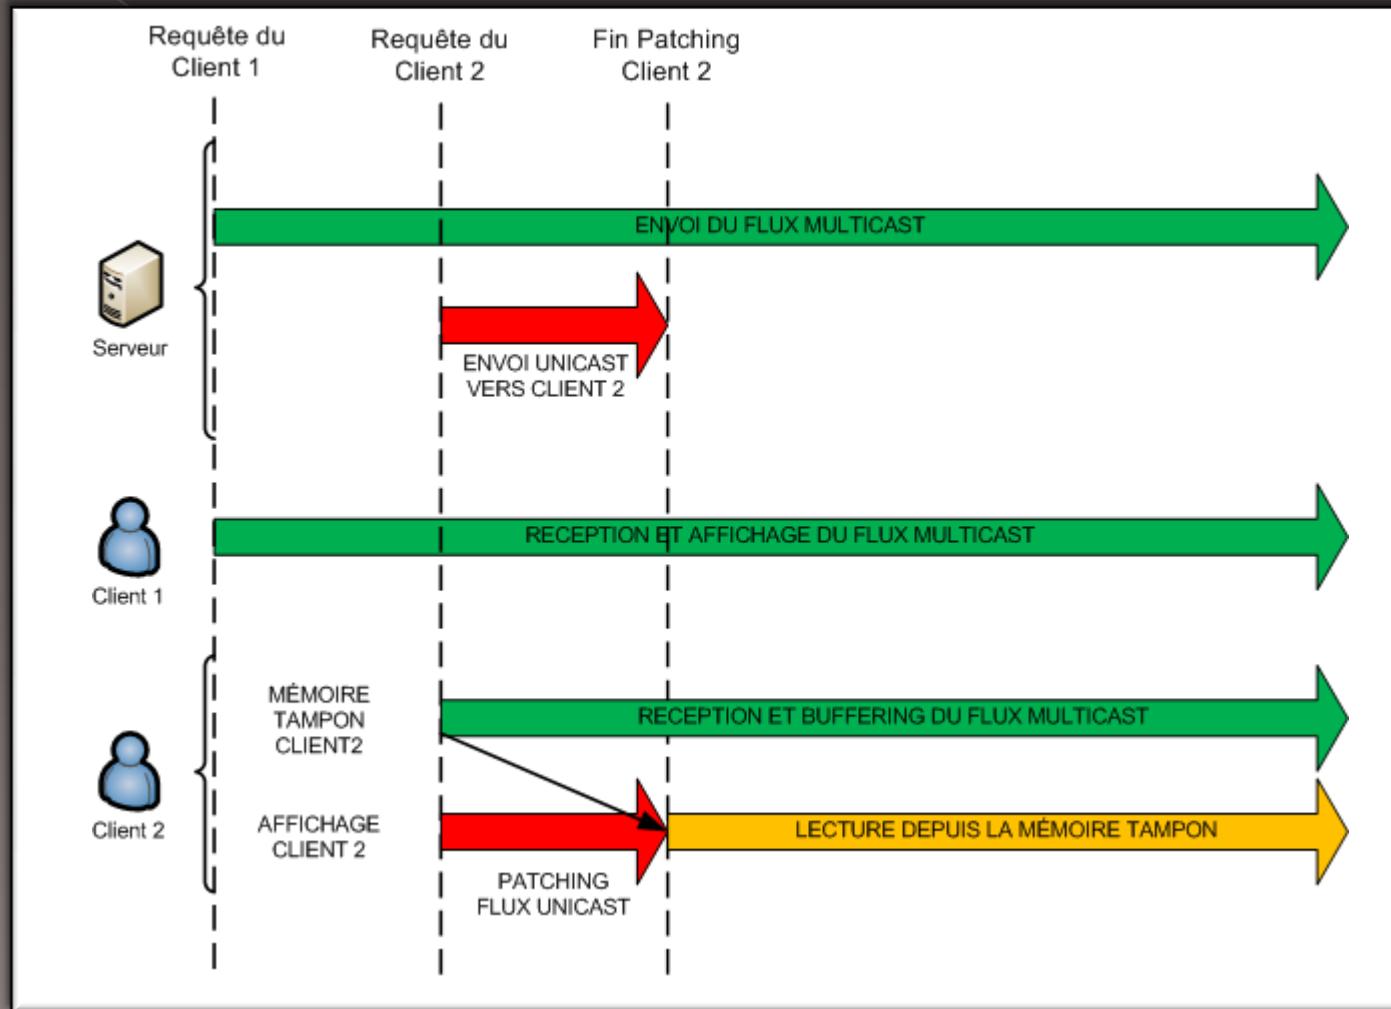 Requête du
Client 1
Requête du
Client 2
Fin Patching
Client 2
ENVOI DU FLUX MULTICAST
Serveur
ENVOI UNICAST
VERS CLIENT 2
RECEPTION ET AFFICHAGE DU FLUX MULTICAST
Client 1
MÉMOIRE
TAMPON
CLIENT2
RECEPTION ET BUFFERING DU FLUX MULTICAST
Client 2
AFFICHAGE
CLIENT 2
LECTURE DEPUIS LA MÉMOIRE TAMPON
PATCHING
FLUX UNICAST